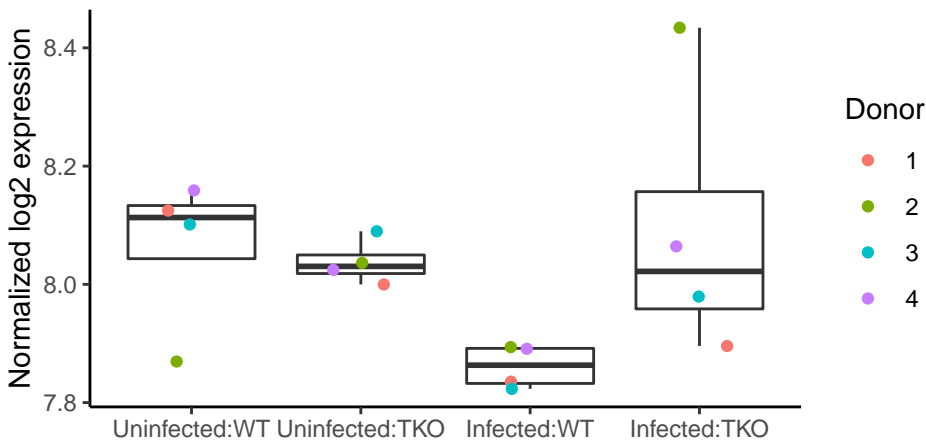 Normalized log2 expression
8.4
8.2
8.0
7.8
Uninfected:WT Uninfected:TKO Infected:WT Infected:TKO
Donor
1
2
3
4